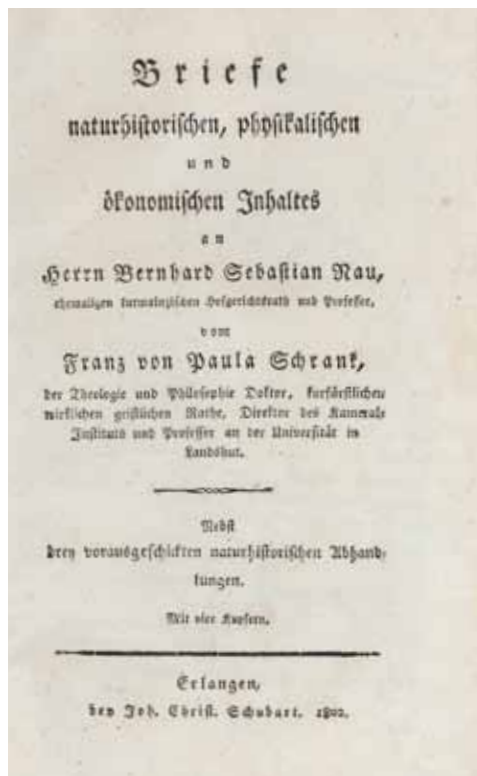 Briefe
naturhistorischen, physikalischen
und
ökonomischen Inhaltes
an
Herrn Bernhard Sebastian Nau,
ehemaligen kurmainzischen Hofgerichtsrath und Professor,
vom
Franz von Paula Schrank,
der Theologie und Philosophie Doktor, kurfürstlichen
wirklichen geistlichen Rathe, Direktor des Kameral-
Instituts und Professor an der Universität in
Landshut.
Nebst
drey vorausgeschickten naturhistorischen Abhand-
lungen.
Mit vier Kupfern.
Erlangen,
bey Joh. Christ. Schubart. 1802.